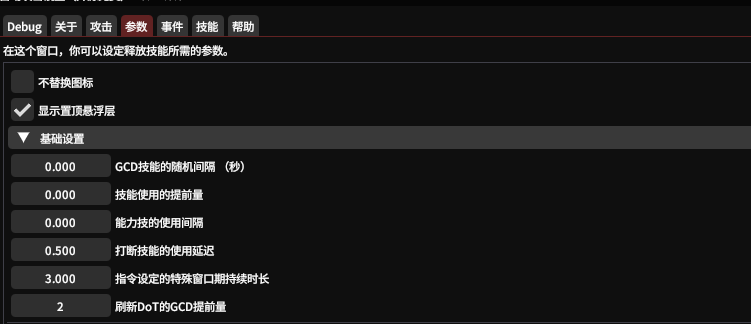 Debug 关于 攻击 参数 事件 技能 帮助
在这个窗口，你可以设定释放技能所需的参数。
不替换图标
显示置顶悬浮层
基础设置
0.000 GCD技能的随机间隔 （秒）
0.000 技能使用的提前量
0.000 能力技的使用间隔
0.500 打断技能的使用延迟
3.000 指令设定的特殊窗口期持续时长
2 刷新DoT的GCD提前量